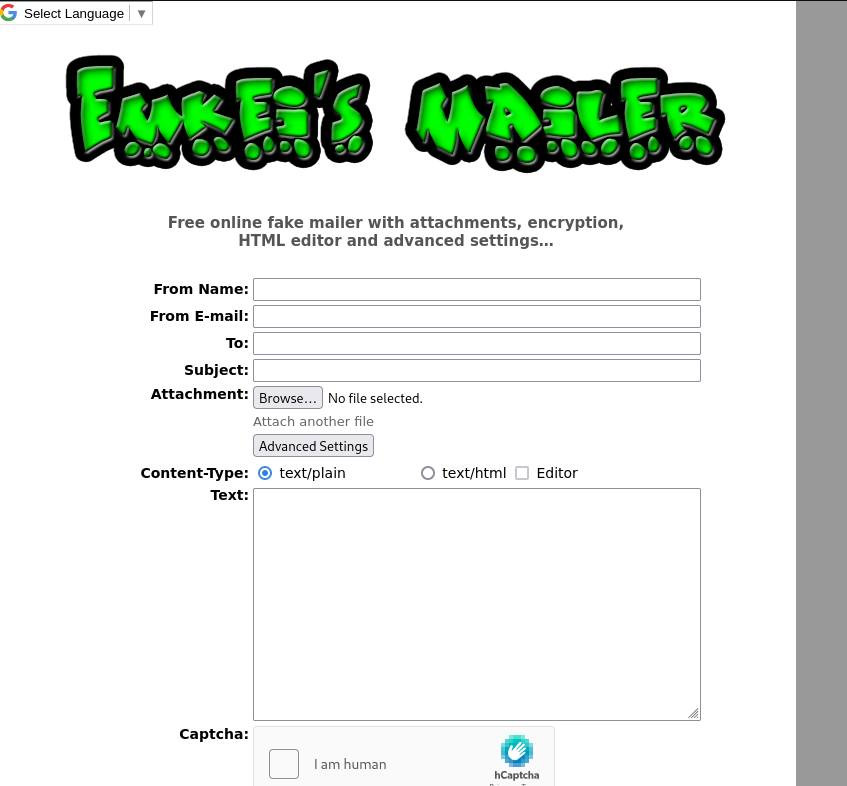 Select Language ▼
Emkei's Mailer
Free online fake mailer with attachments, encryption,
HTML editor and advanced settings…
From Name:
From E-mail:
To:
Subject:
Attachment: Browse… No file selected.
Attach another file
Advanced Settings
Content-Type: text/plain text/html Editor
Text:
Captcha:
I am human
hCaptcha